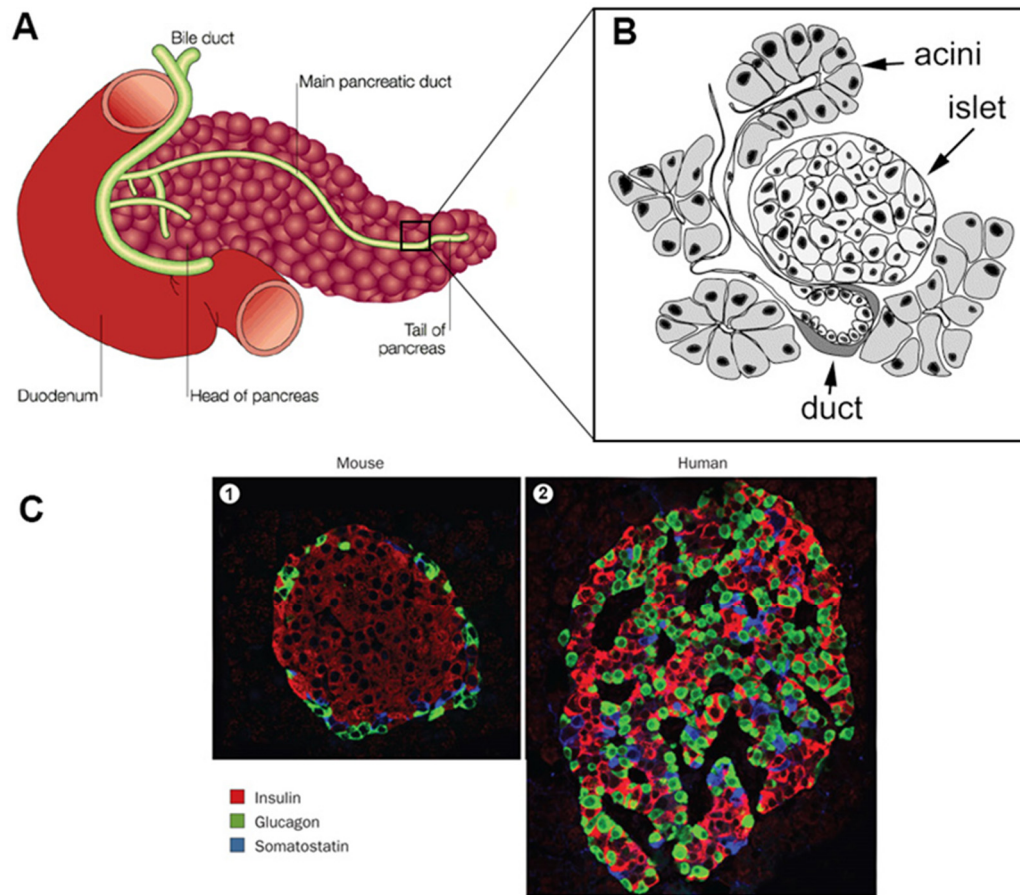 A
Bile duct
Main pancreatic duct
Tail of
pancreas
Duodenum
Head of pancreas
B
acini
islet
duct
C
Mouse
Human
1
2
Insulin
Glucagon
Somatostatin